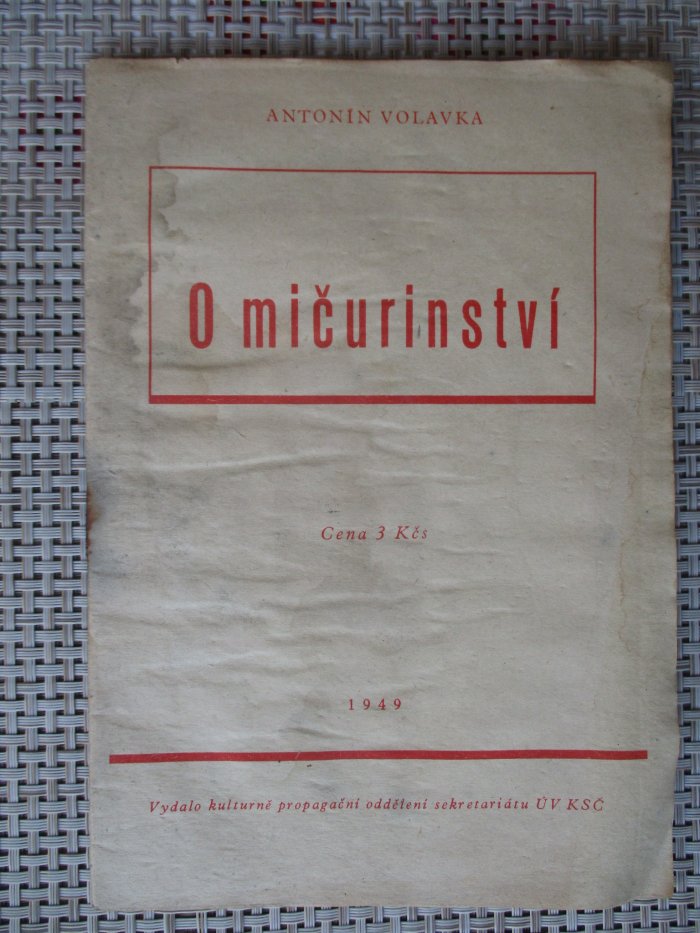 ANTONÍN VOLAVKA
O mičurinství
Cena 3 Kčs
1949
Vydalo kulturně propagační oddělení sekretariátu ÚV KSČ